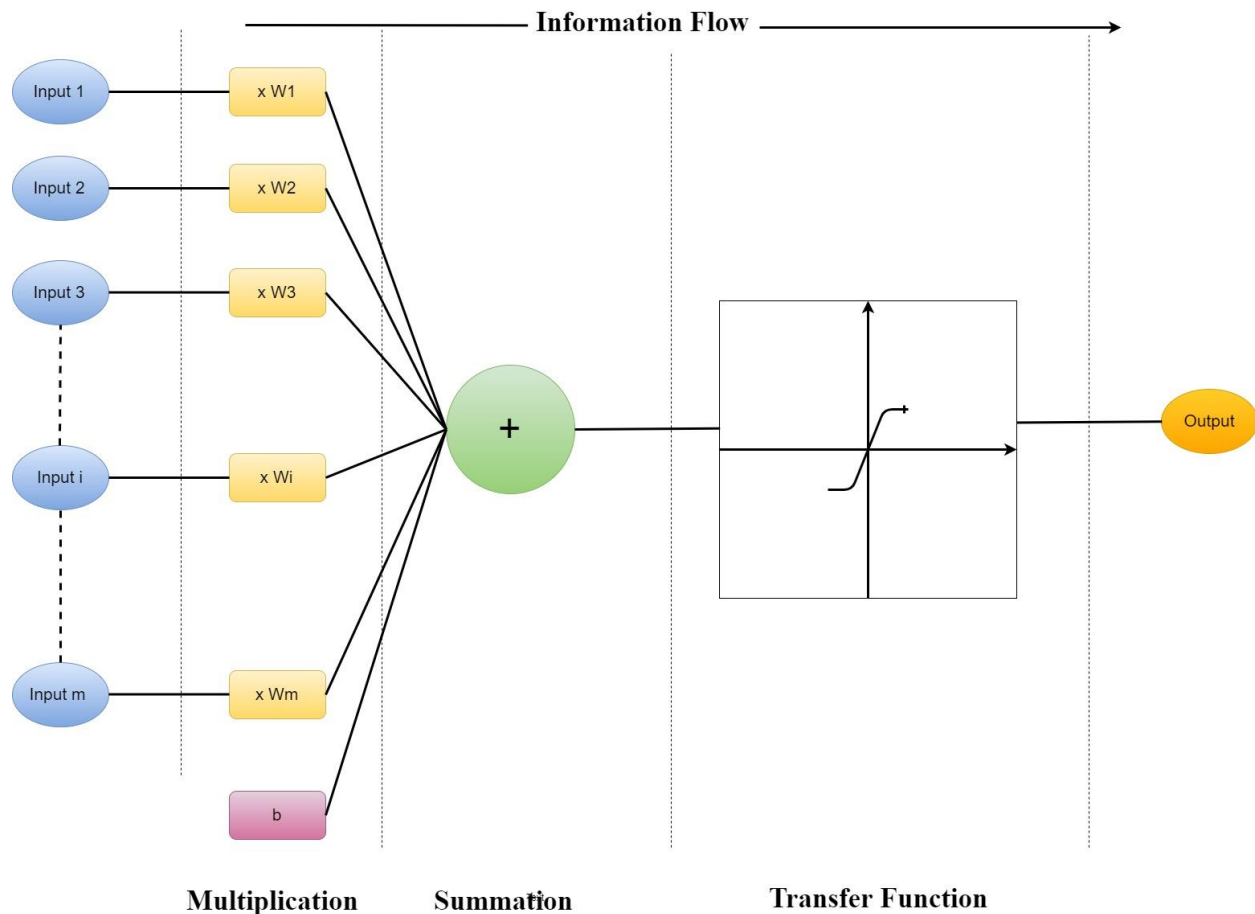 Information Flow
Input 1
x W1
Input 2
x W2
Input 3
x W3
+
Output
Input i
x Wi
Input m
x Wm
b
Multiplication
Summation
Transfer Function